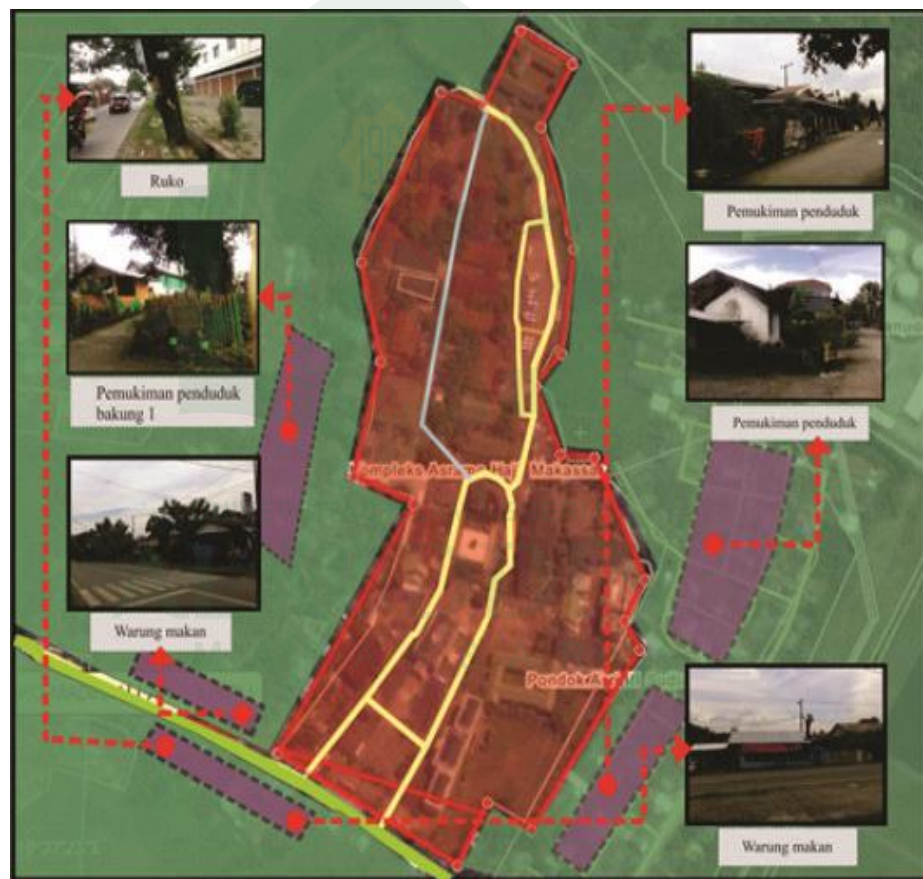 Ruko
Pemukiman penduduk
Pemukiman penduduk
bakung 1
Pemukiman penduduk
Kompleks Asrama Haji Makassar
Warung makan
Pondok
Warung makan